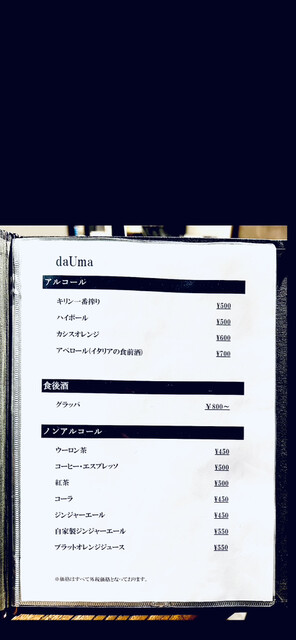 daUma
アルコール
キリン一番搾り ¥500
ハイボール ¥500
カシスオレンジ ¥600
アペロール(イタリアの食前酒) ¥700
食後酒
グラッパ ¥800~
ノンアルコール
ウーロン茶 ¥450
コーヒー・エスプレッソ ¥500
紅茶 ¥500
コーラ ¥450
ジンジャーエール ¥450
自家製ジンジャーエール ¥550
ブラットオレンジジュース ¥550
※価格はすべて外税価格となっております。